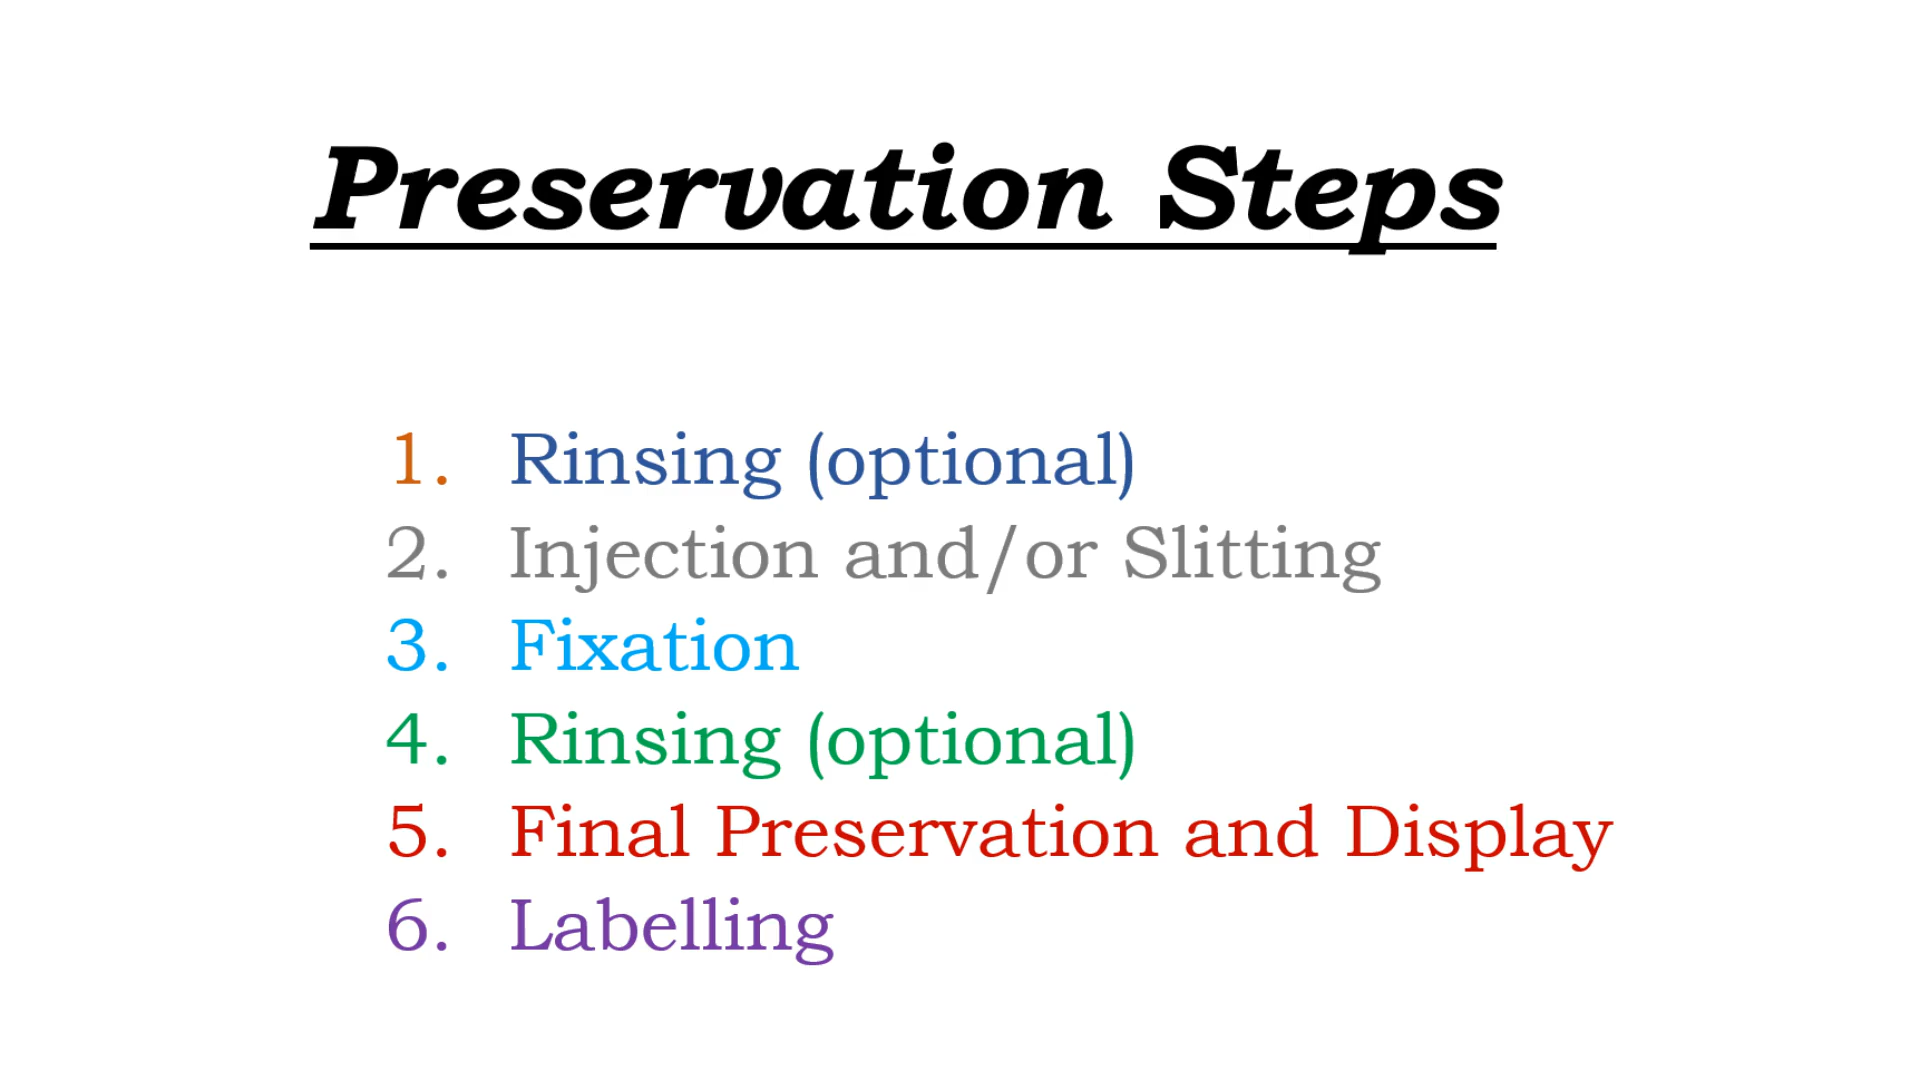 Preservation Steps
1. Rinsing (optional)
2. Injection and/or Slitting
3. Fixation
4. Rinsing (optional)
5. Final Preservation and Display
6. Labelling